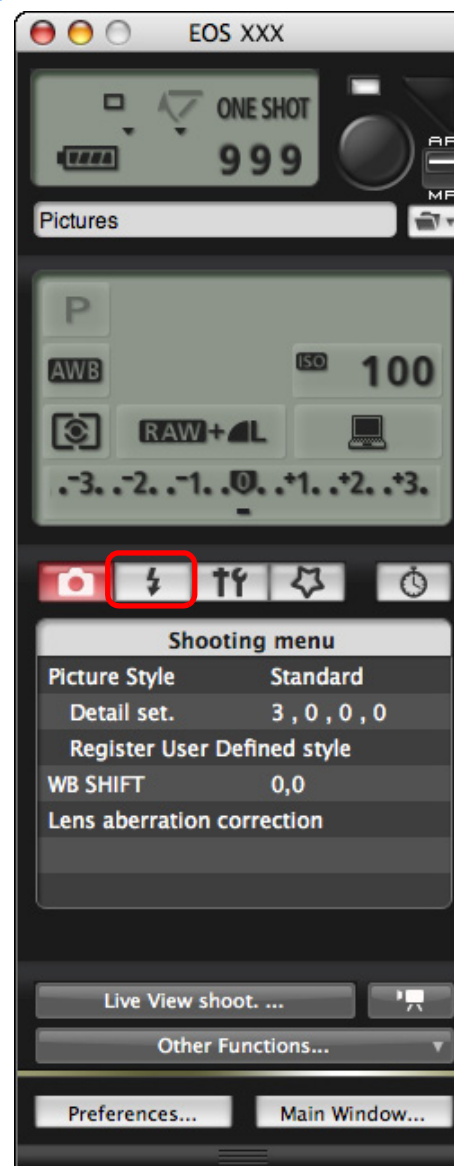 EOS XXX
ONE SHOT
999
AF
MF
Pictures
P
AWB
ISO 100
RAW+L
.-3. .-2. .-1. .0. .+1. .+2. .+3.
Shooting menu
Picture Style Standard
Detail set. 3 , 0 , 0 , 0
Register User Defined style
WB SHIFT 0,0
Lens aberration correction
Live View shoot. ...
Other Functions...
Preferences... Main Window...